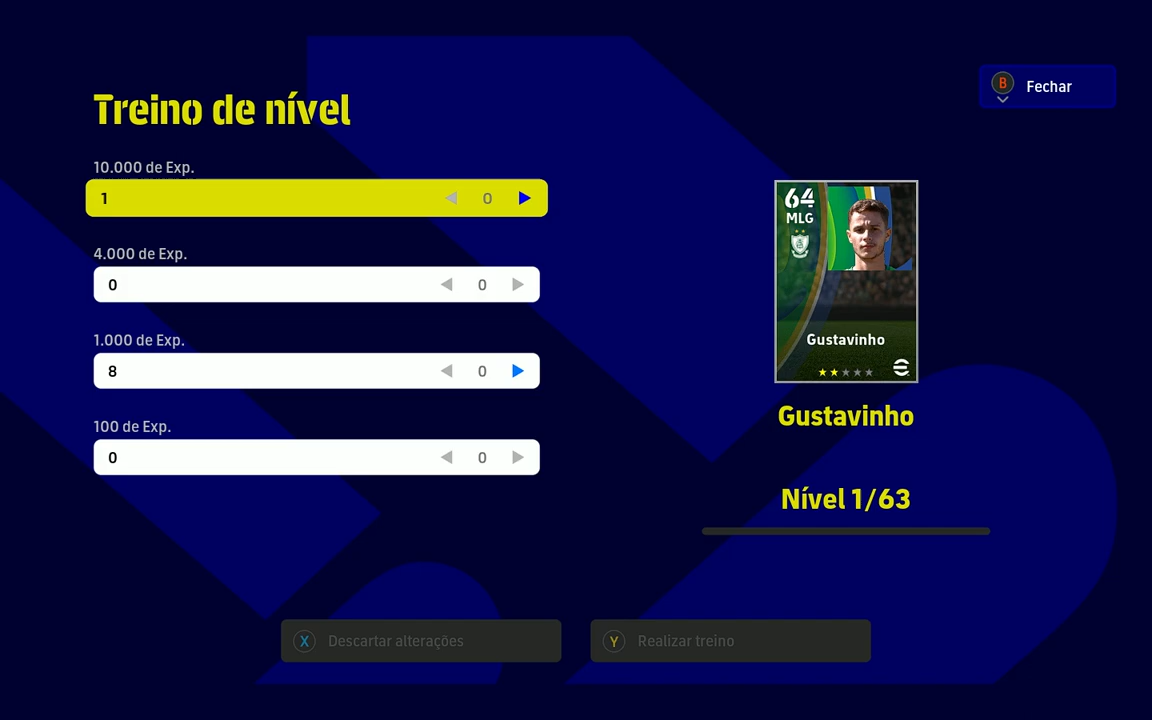 Treino de nível
B Fechar
10.000 de Exp.
1 0
4.000 de Exp.
0 0
1.000 de Exp.
8 0
100 de Exp.
0 0
64
MLG
Gustavinho
Gustavinho
Nível 1/63
X Descartar alterações
Y Realizar treino